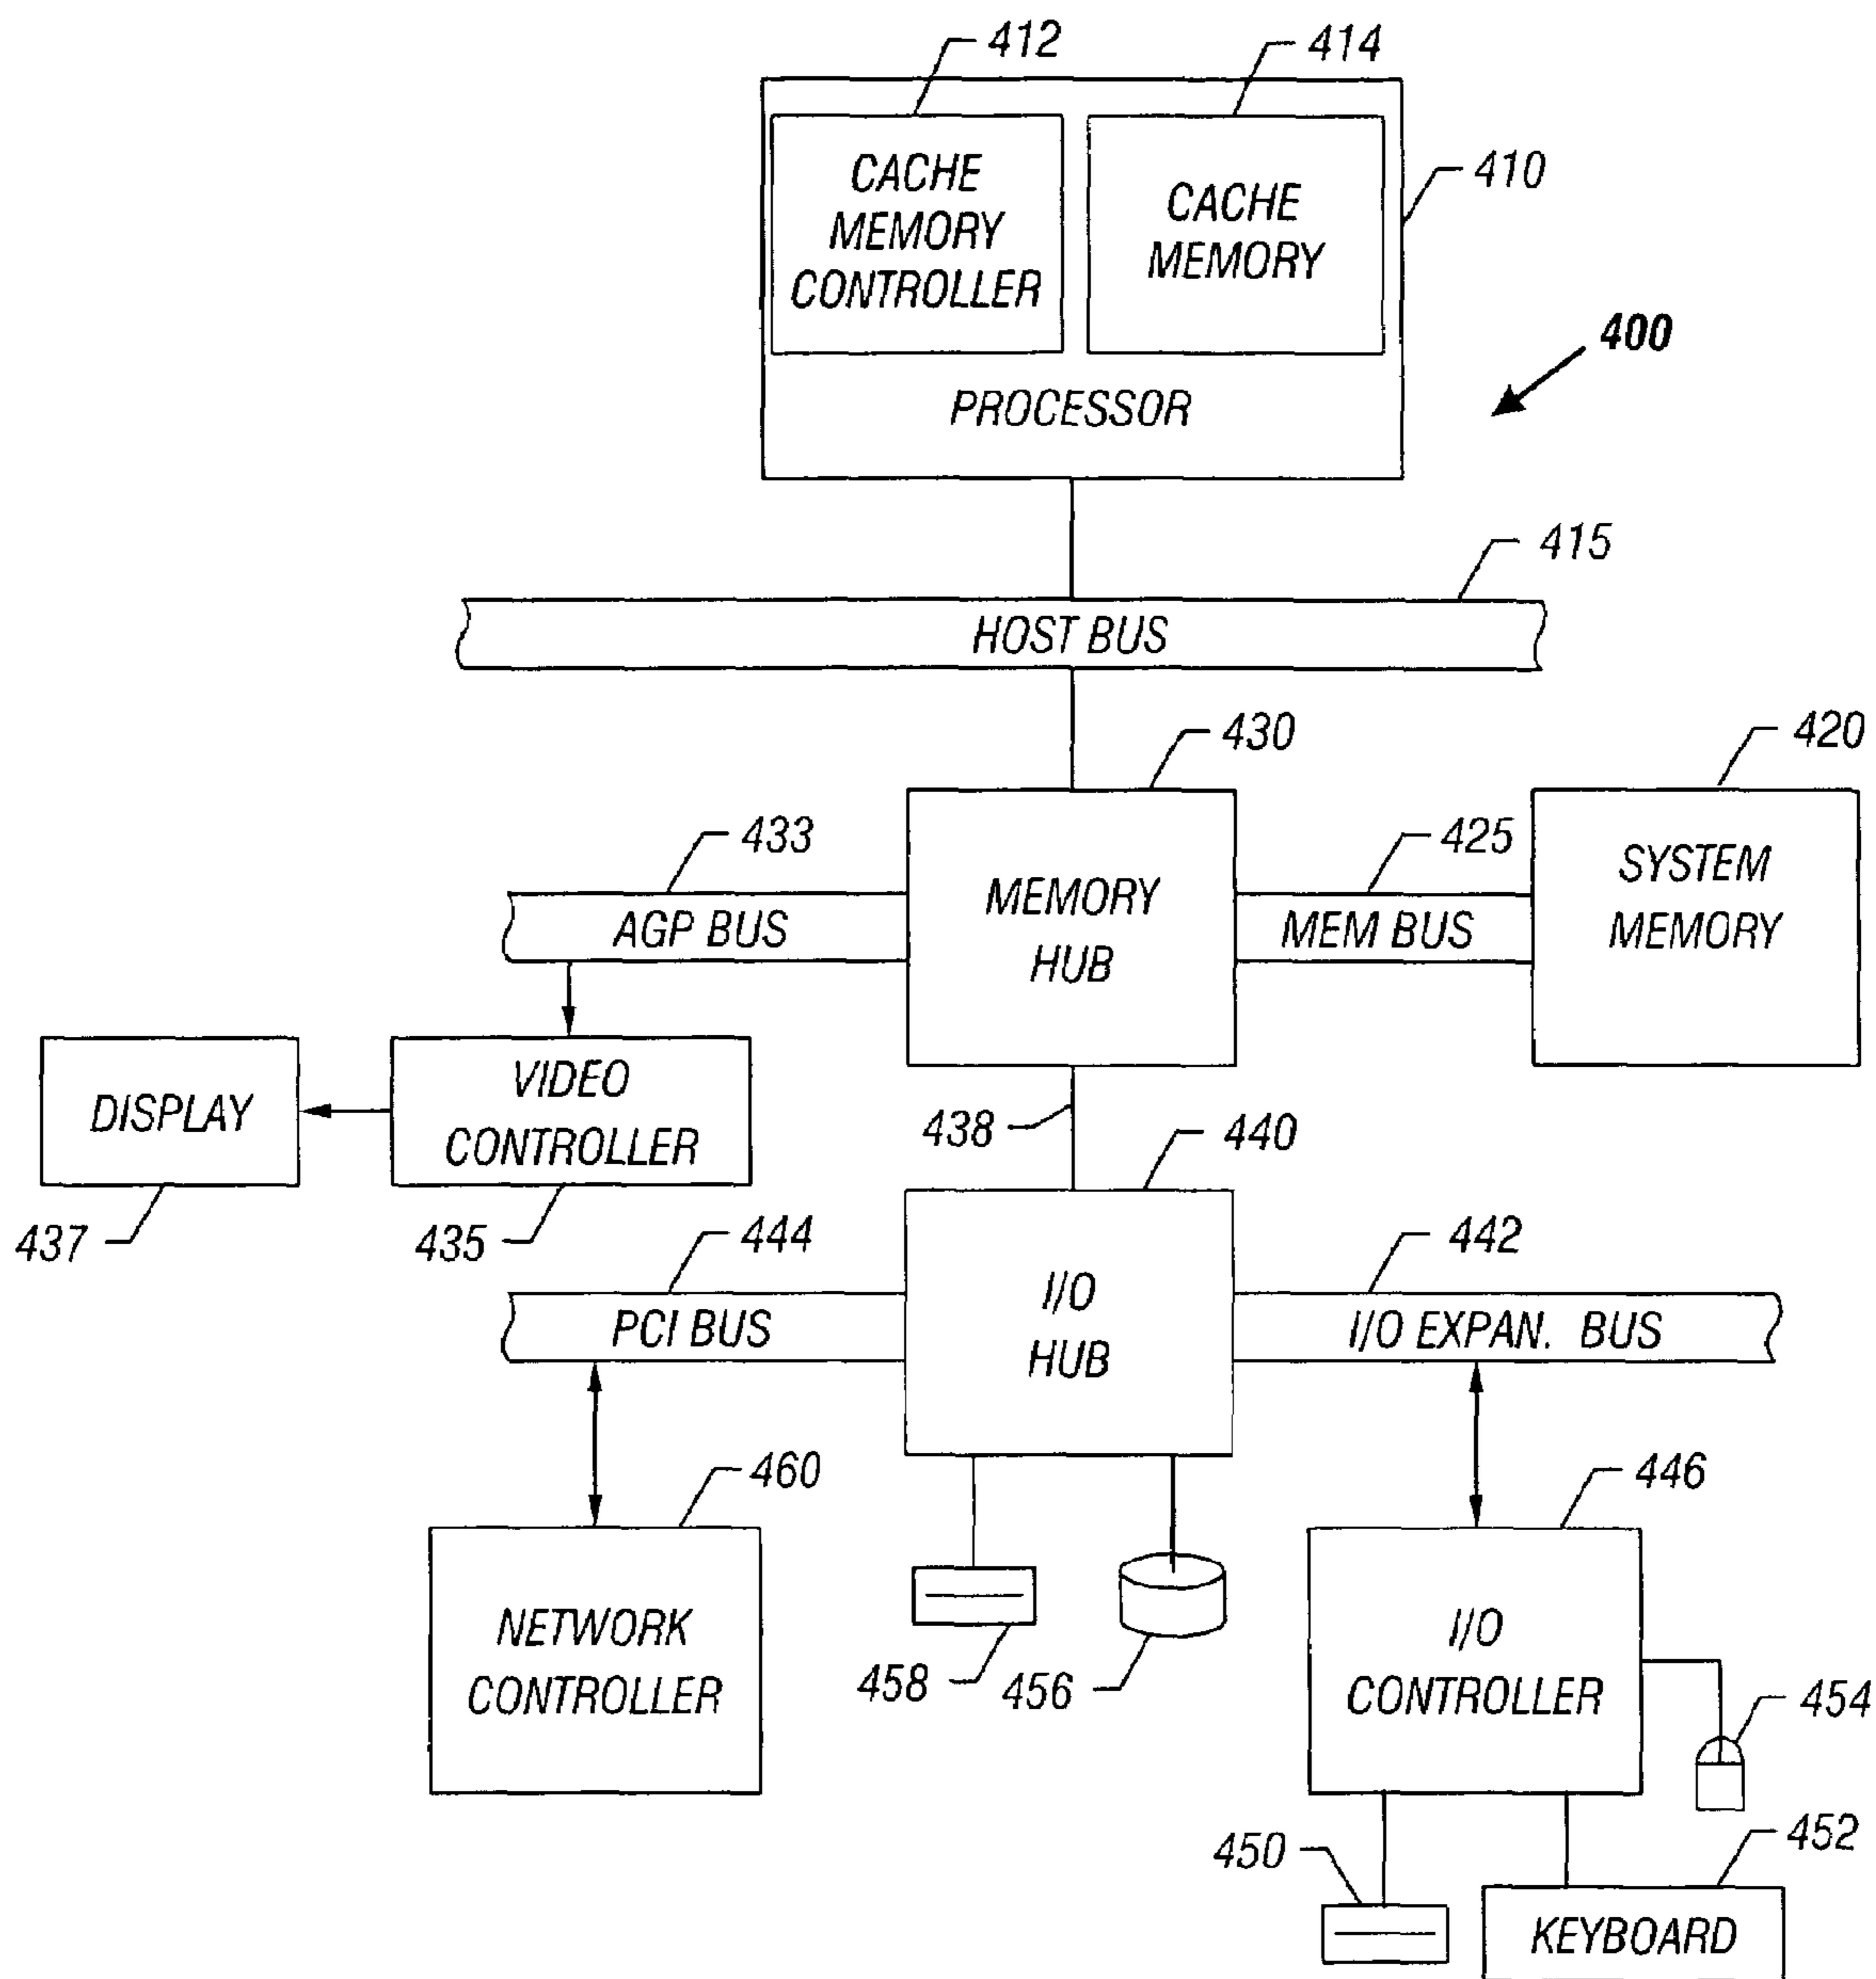 412
414
CACHE
MEMORY
CONTROLLER
CACHE
MEMORY
410
400
PROCESSOR
415
HOST BUS
430
420
433
425
SYSTEM
MEMORY
MEMORY
HUB
AGP BUS
MEM BUS
DISPLAY
VIDEO
CONTROLLER
438
440
437
435
444
442
I/O
HUB
PCI BUS
I/O EXPAN. BUS
460
446
NETWORK
CONTROLLER
I/O
CONTROLLER
458
456
454
450
452
KEYBOARD